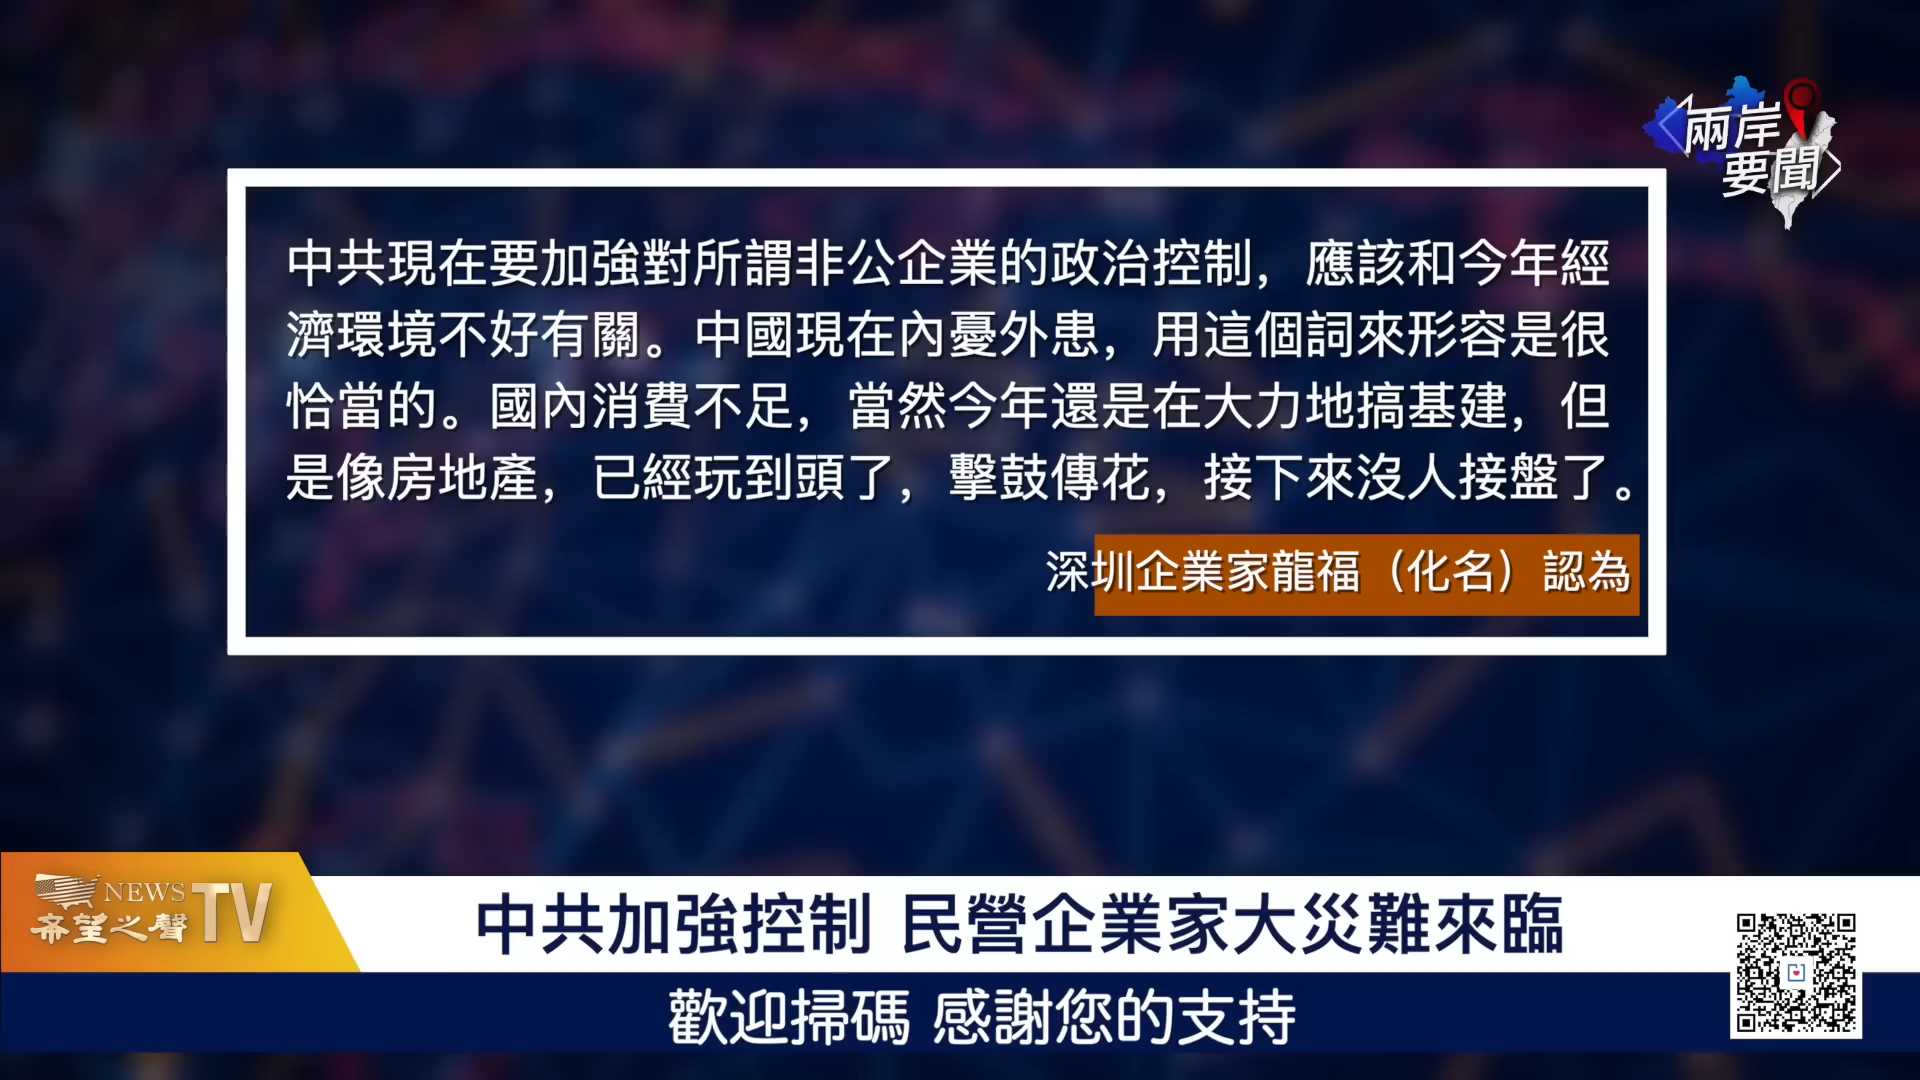 兩岸
要聞
中共現在要加強對所謂非公企業的政治控制，應該和今年經
濟環境不好有關。中國現在內憂外患，用這個詞來形容是很
恰當的。國內消費不足，當然今年還是在大力地搞基建，但
是像房地產，已經玩到頭了，擊鼓傳花，接下來沒人接盤了。
深圳企業家龍福（化名）認為
NEWS
希望之聲 TV
中共加強控制 民營企業家大災難來臨
歡迎掃碼 感謝您的支持